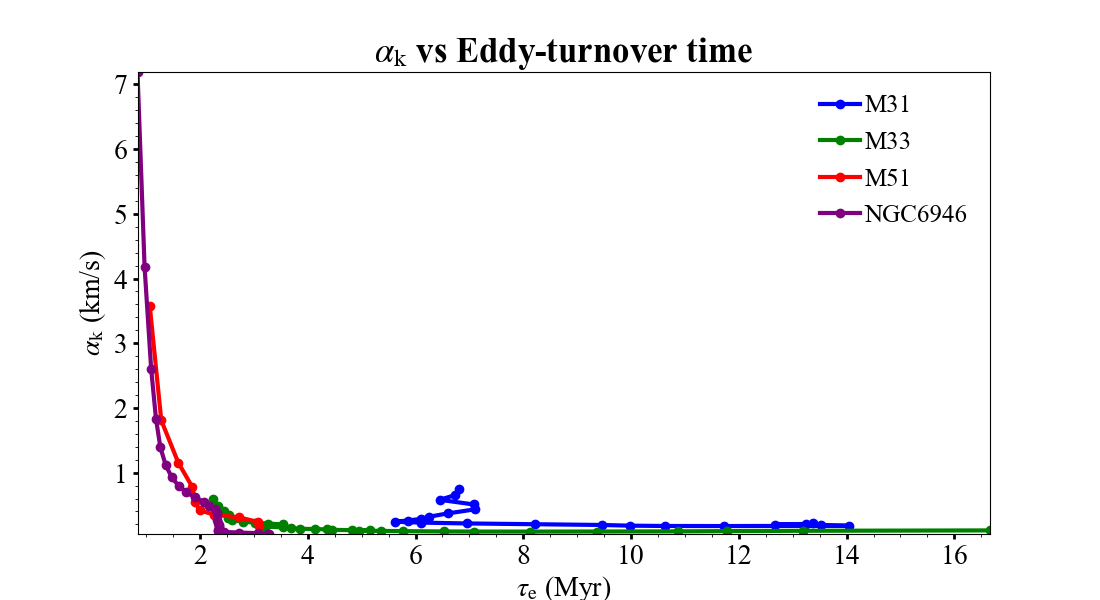 αk vs Eddy-turnover time
7
6
5
4
3
2
1
αk (km/s)
M31
M33
M51
NGC6946
2 4 6 8 10 12 14 16
τe (Myr)